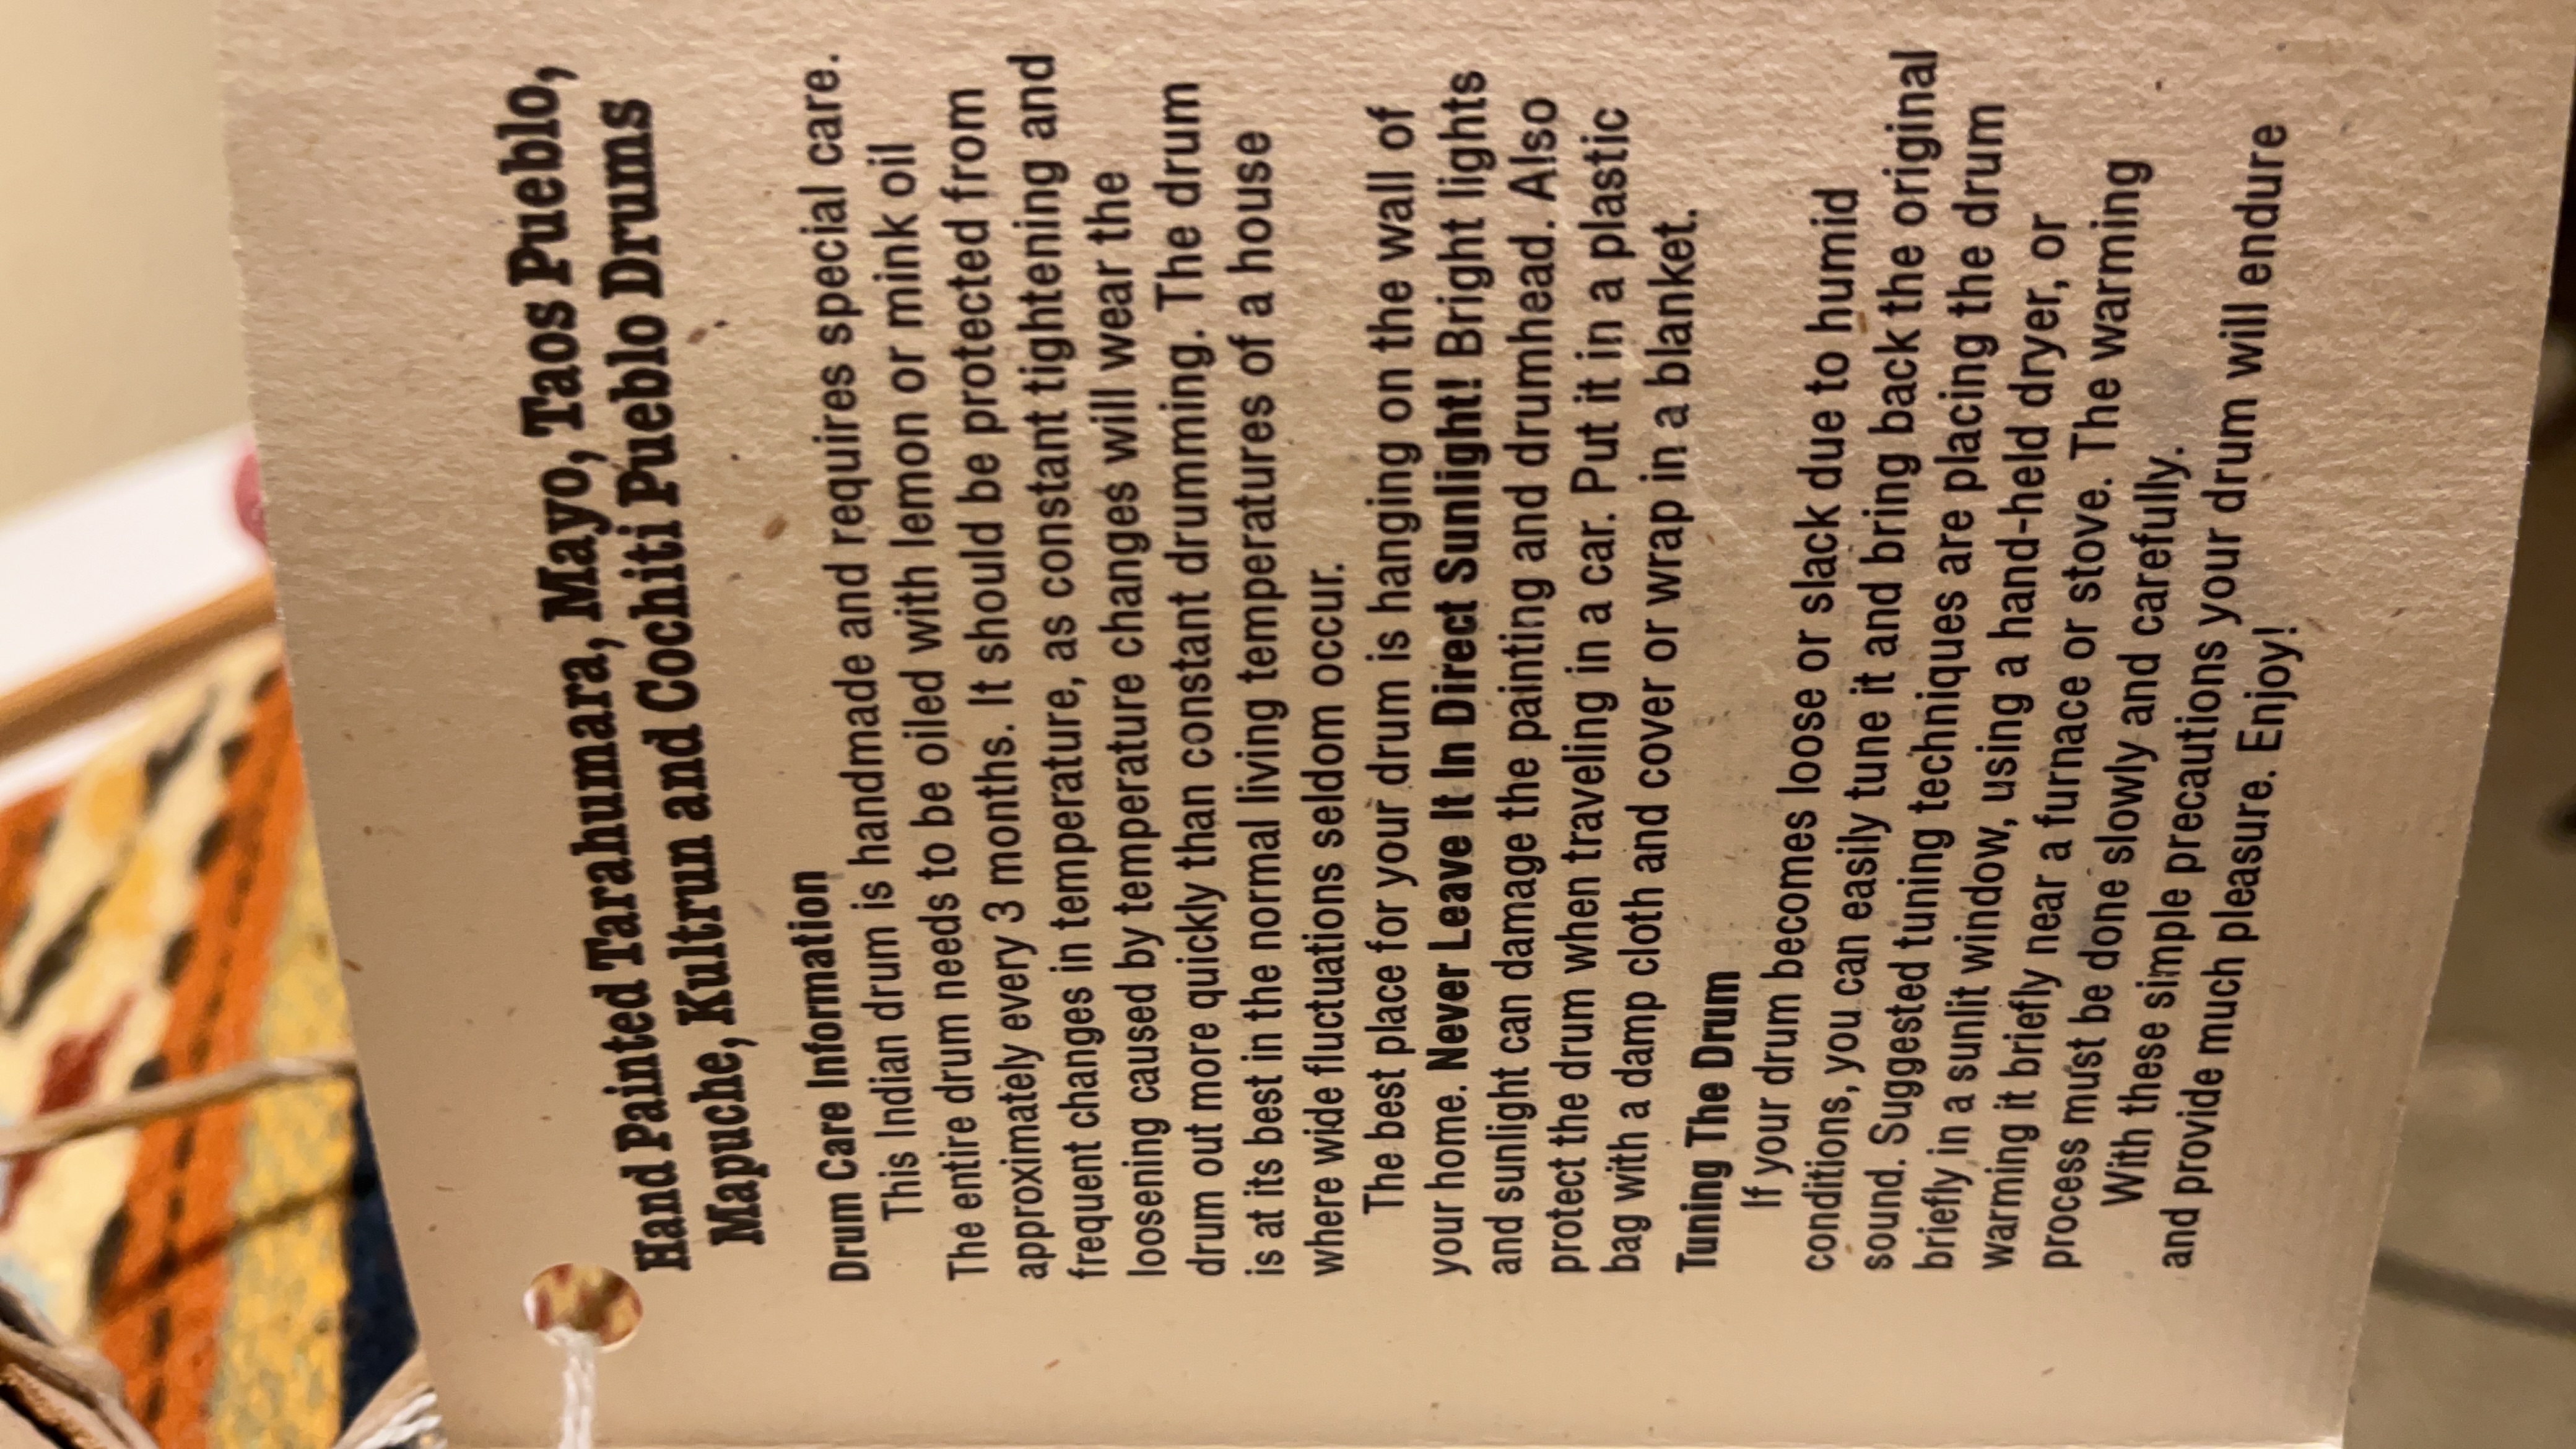 Hand Painted Tarahumara, Mayo, Taos Pueblo,
Mapuche, Kultrun and Cochiti Pueblo Drums
Drum Care Information
This Indian drum is handmade and requires special care.
The entire drum needs to be oiled with lemon or mink oil
approximately every 3 months. It should be protected from
frequent changes in temperature, as constant tightening and
loosening caused by temperature changes will wear the
drum out more quickly than constant drumming. The drum
is at its best in the normal living temperatures of a house
where wide fluctuations seldom occur.
The best place for your drum is hanging on the wall of
your home. Never Leave It In Direct Sunlight! Bright lights
and sunlight can damage the painting and drumhead. Also
protect the drum when traveling in a car. Put it in a plastic
bag with a damp cloth and cover or wrap in a blanket.
Tuning The Drum
If your drum becomes loose or slack due to humid
conditions, you can easily tune it and bring back the original
sound. Suggested tuning techniques are placing the drum
briefly in a sunlit window, using a hand-held dryer, or
warming it briefly near a furnace or stove. The warming
process must be done slowly and carefully.
With these simple precautions your drum will endure
and provide much pleasure. Enjoy!